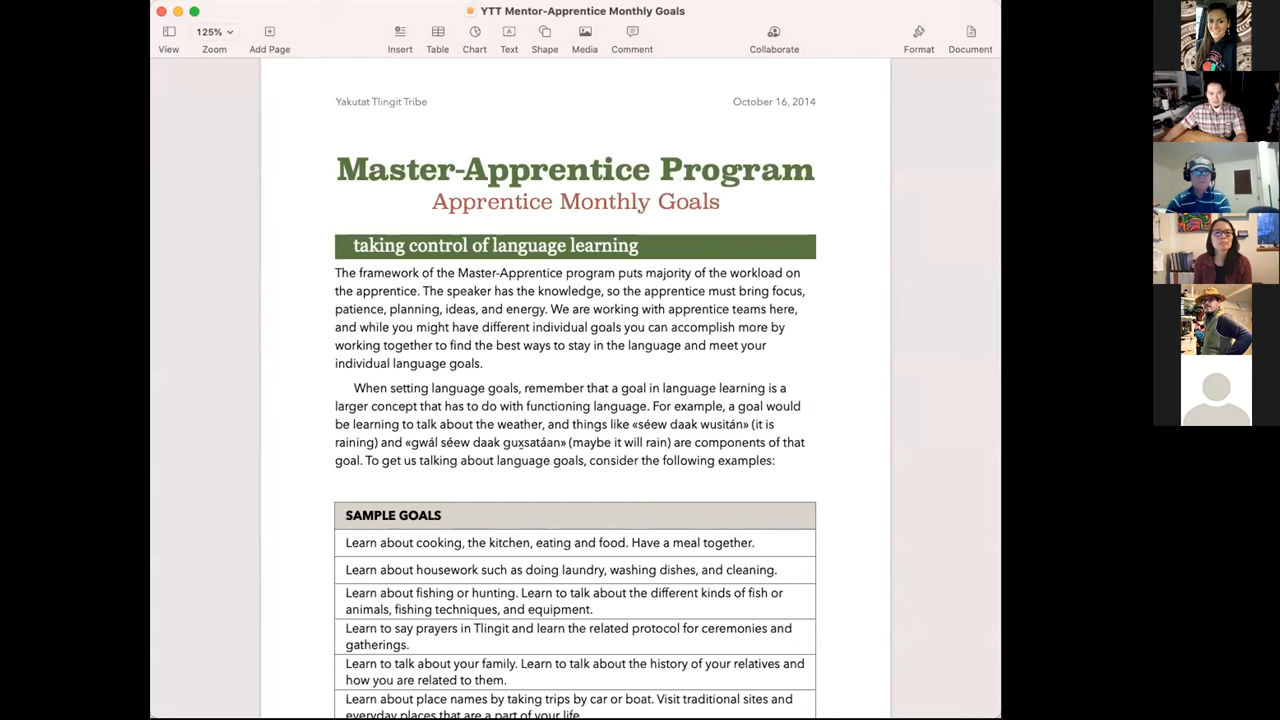 YTT Mentor-Apprentice Monthly Goals
125%
View
Zoom
Add Page
Insert
Table
Chart
Text
Shape
Media
Comment
Collaborate
Format
Document
Yakutat Tlingit Tribe
October 16, 2014
Master-Apprentice Program
Apprentice Monthly Goals
taking control of language learning
The framework of the Master-Apprentice program puts majority of the workload on
the apprentice. The speaker has the knowledge, so the apprentice must bring focus,
patience, planning, ideas, and energy. We are working with apprentice teams here,
and while you might have different individual goals you can accomplish more by
working together to find the best ways to stay in the language and meet your
individual language goals.
When setting language goals, remember that a goal in language learning is a
larger concept that has to do with functioning language. For example, a goal would
be learning to talk about the weather, and things like «séew daak wusitán» (it is
raining) and «gwál séew daak gux̱satáan» (maybe it will rain) are components of that
goal. To get us talking about language goals, consider the following examples:
SAMPLE GOALS
Learn about cooking, the kitchen, eating and food. Have a meal together.
Learn about housework such as doing laundry, washing dishes, and cleaning.
Learn about fishing or hunting. Learn to talk about the different kinds of fish or
animals, fishing techniques, and equipment.
Learn to say prayers in Tlingit and learn the related protocol for ceremonies and
gatherings.
Learn to talk about your family. Learn to talk about the history of your relatives and
how you are related to them.
Learn about place names by taking trips by car or boat. Visit traditional sites and
everyday places that are a part of your life.